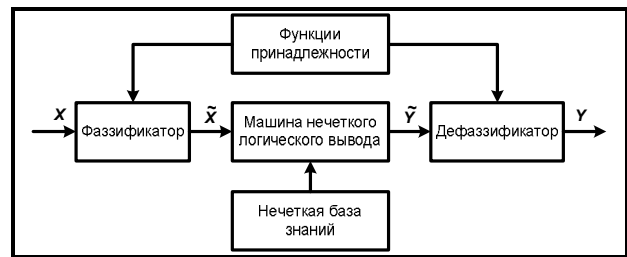 Функции
принадлежности
X
Фаззификатор
X̃
Машина нечеткого
логического вывода
Ỹ
Дефаззификатор
Y
Нечеткая база
знаний